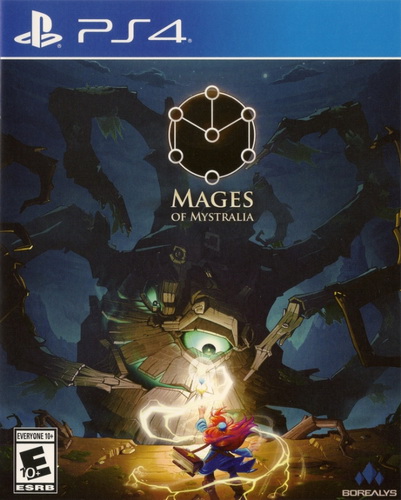 PS4
MAGES
OF MYSTRALIA
EVERYONE 10+
E
10+
ESRB
BOREALYS